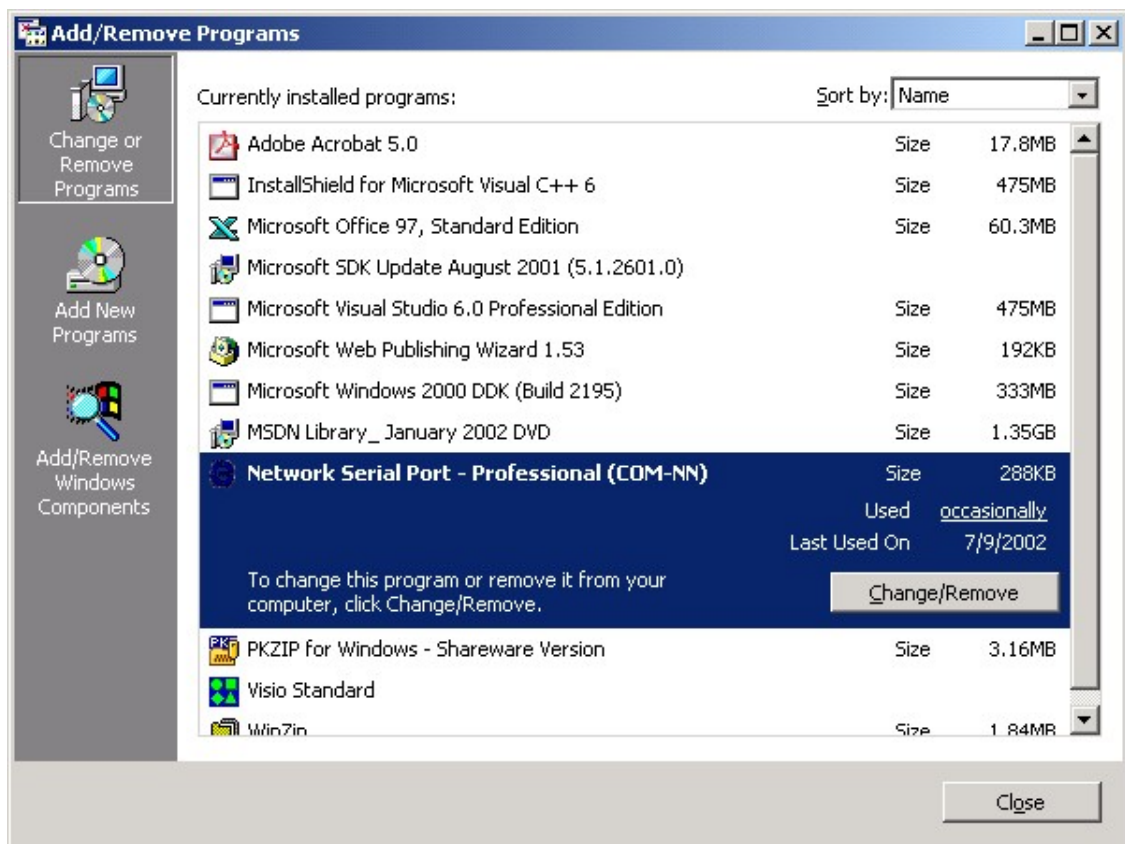 Add/Remove Programs
Change or
Remove
Programs
Add New
Programs
Add/Remove
Windows
Components
Currently installed programs:
Sort by: Name
Adobe Acrobat 5.0 Size 17.8MB
InstallShield for Microsoft Visual C++ 6 Size 475MB
Microsoft Office 97, Standard Edition Size 60.3MB
Microsoft SDK Update August 2001 (5.1.2601.0)
Microsoft Visual Studio 6.0 Professional Edition Size 475MB
Microsoft Web Publishing Wizard 1.53 Size 192KB
Microsoft Windows 2000 DDK (Build 2195) Size 333MB
MSDN Library_ January 2002 DVD Size 1.35GB
Network Serial Port - Professional (COM-NN) Size 288KB
Used occasionally
Last Used On 7/9/2002
To change this program or remove it from your
computer, click Change/Remove.
Change/Remove
PKZIP for Windows - Shareware Version Size 3.16MB
Visio Standard
WinZip Size 1.84MB
Close